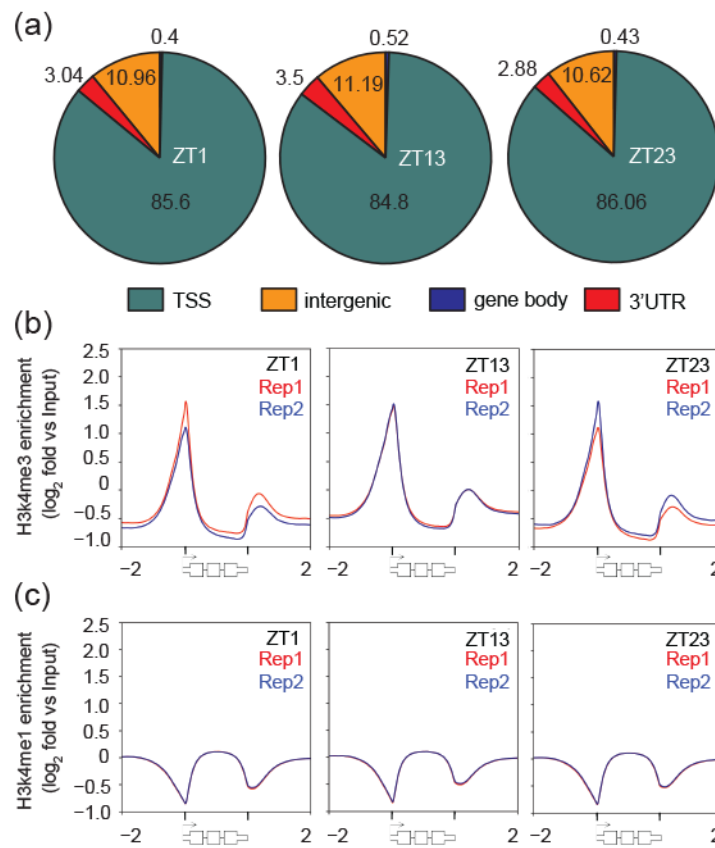 (a)
0.4 0.52 0.43
3.04 10.96 3.5 11.19 2.88 10.62
ZT1 ZT13 ZT23
85.6 84.8 86.06
TSS intergenic gene body 3'UTR
(b)
H3k4me3 enrichment
(log2 fold vs Input)
2.5
2.0
1.5
1.0
0.5
0
−0.5
−1.0
ZT1 ZT13 ZT23
Rep1 Rep1 Rep1
Rep2 Rep2 Rep2
−2 2 −2 2 −2 2
(c)
H3k4me1 enrichment
(log2 fold vs Input)
2.5
2.0
1.5
1.0
0.5
0
−0.5
−1.0
ZT1 ZT13 ZT23
Rep1 Rep1 Rep1
Rep2 Rep2 Rep2
−2 2 −2 2 −2 2